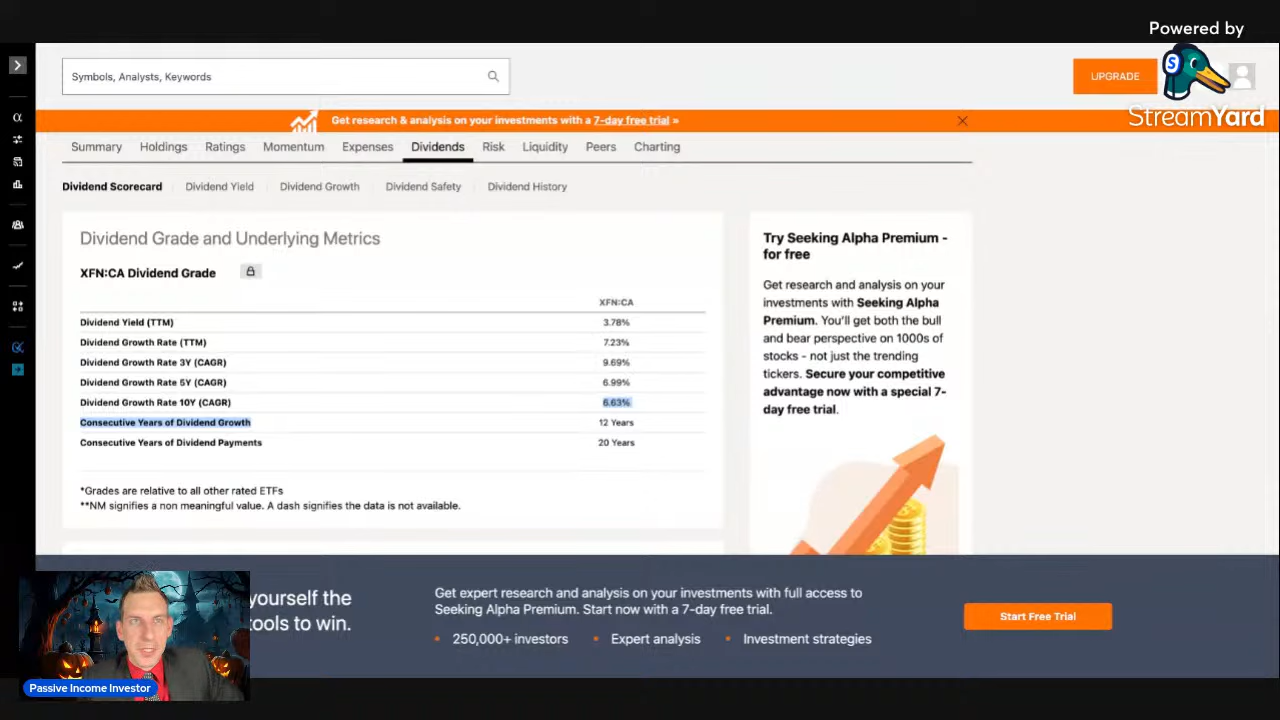 Powered by
StreamYard
S
Symbols, Analysts, Keywords
UPGRADE
Get research & analysis on your investments with a 7-day free trial »
Summary Holdings Ratings Momentum Expenses Dividends Risk Liquidity Peers Charting
Dividend Scorecard Dividend Yield Dividend Growth Dividend Safety Dividend History
Dividend Grade and Underlying Metrics
XFN:CA Dividend Grade
XFN:CA
Dividend Yield (TTM) 3.78%
Dividend Growth Rate (TTM) 7.23%
Dividend Growth Rate 3Y (CAGR) 9.69%
Dividend Growth Rate 5Y (CAGR) 6.99%
Dividend Growth Rate 10Y (CAGR) 6.63%
Consecutive Years of Dividend Growth 12 Years
Consecutive Years of Dividend Payments 20 Years
*Grades are relative to all other rated ETFs
**NM signifies a non meaningful value. A dash signifies the data is not available.
Try Seeking Alpha Premium -
for free
Get research and analysis on your
investments with Seeking Alpha
Premium. You'll get both the bull
and bear perspective on 1000s of
stocks - not just the trending
tickers. Secure your competitive
advantage now with a special 7-
day free trial.
yourself the
tools to win.
Get expert research and analysis on your investments with full access to
Seeking Alpha Premium. Start now with a 7-day free trial.
• 250,000+ investors • Expert analysis • Investment strategies
Start Free Trial
Passive Income Investor